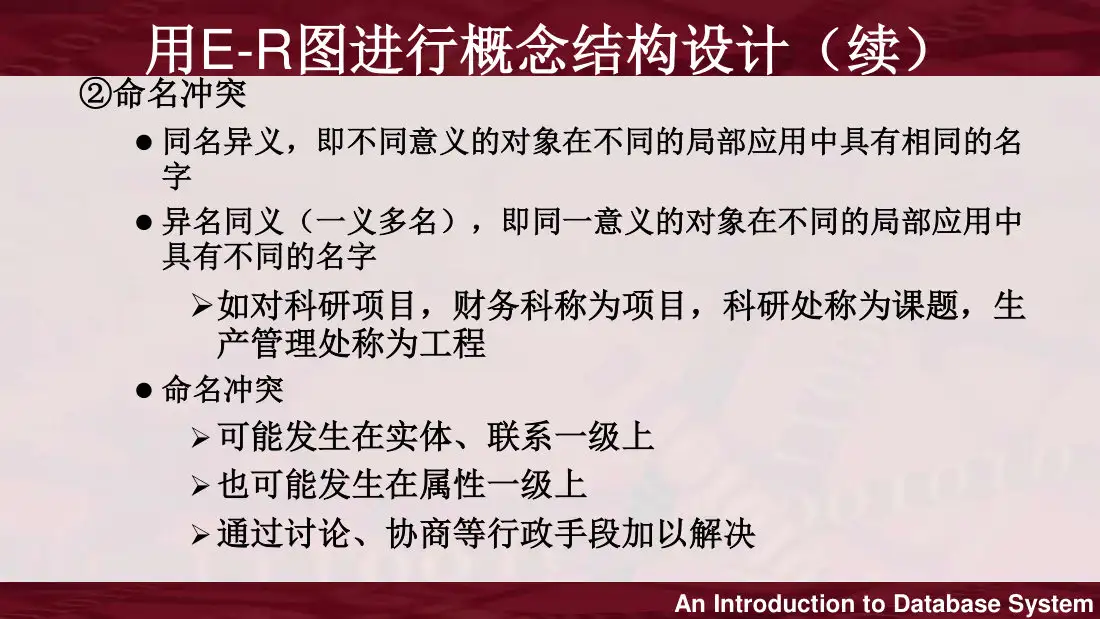 用E-R图进行概念结构设计（续）
②命名冲突
● 同名异义，即不同意义的对象在不同的局部应用中具有相同的名
字
● 异名同义（一义多名），即同一意义的对象在不同的局部应用中
具有不同的名字
➢如对科研项目，财务科称为项目，科研处称为课题，生
产管理处称为工程
● 命名冲突
➢可能发生在实体、联系一级上
➢也可能发生在属性一级上
➢通过讨论、协商等行政手段加以解决
An Introduction to Database System